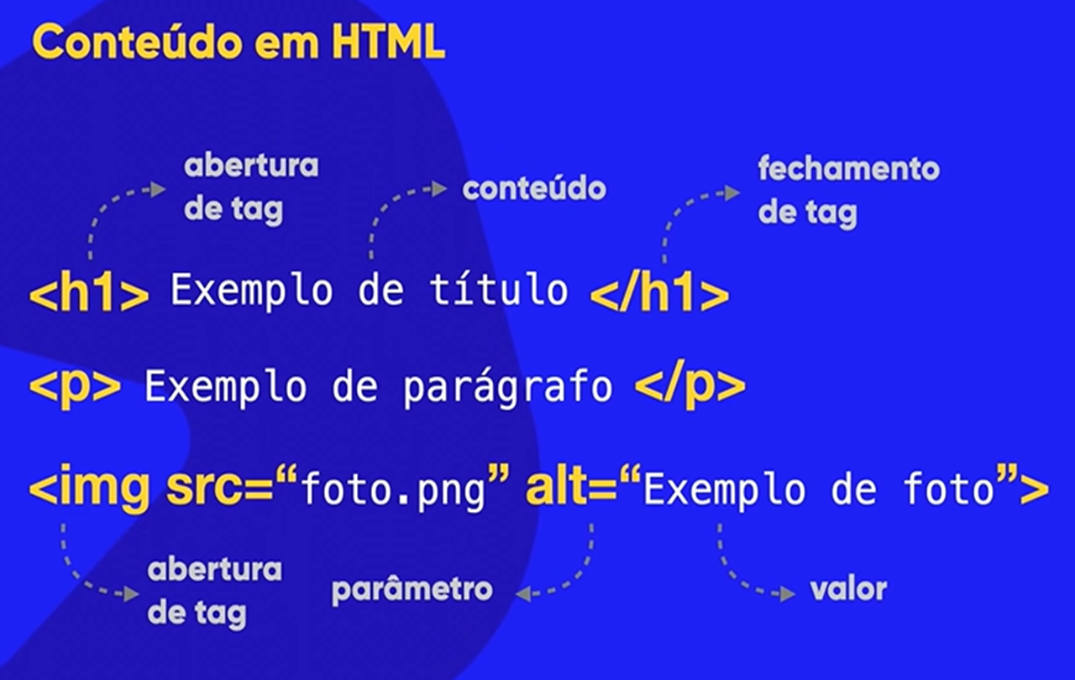 Conteúdo em HTML
abertura
de tag
conteúdo
fechamento
de tag
<h1> Exemplo de título </h1>
<p> Exemplo de parágrafo </p>
<img src=“foto.png” alt=“Exemplo de foto”>
abertura
de tag
parâmetro
valor